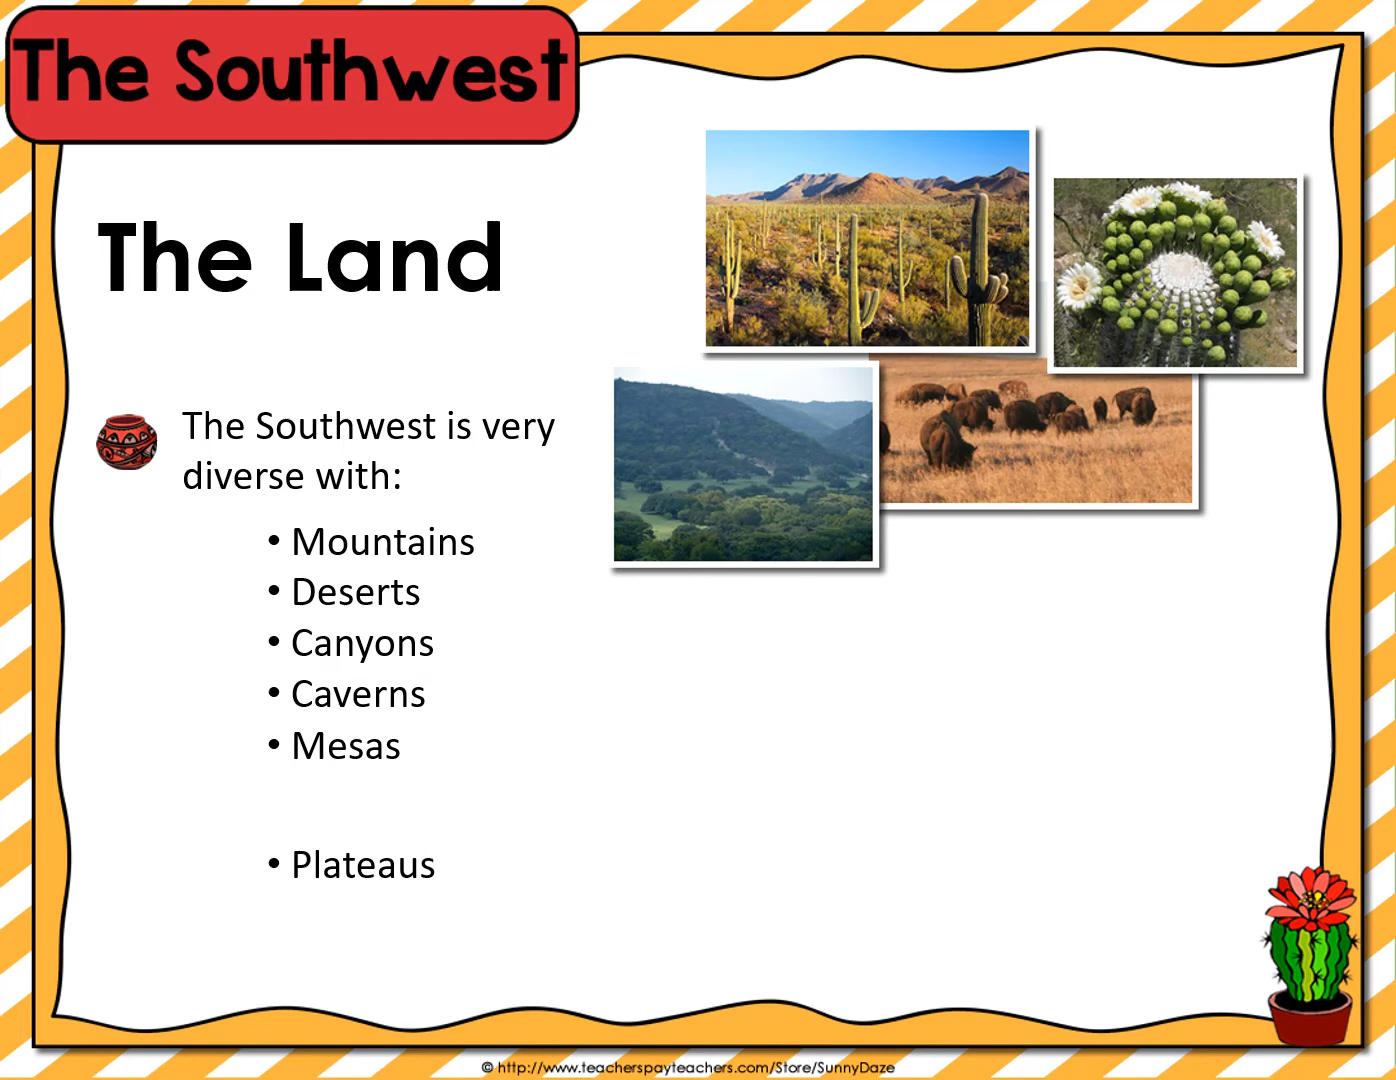 The Southwest
The Land
The Southwest is very
diverse with:
• Mountains
• Deserts
• Canyons
• Caverns
• Mesas
• Plateaus
© http://www.teacherspayteachers.com/Store/SunnyDaze